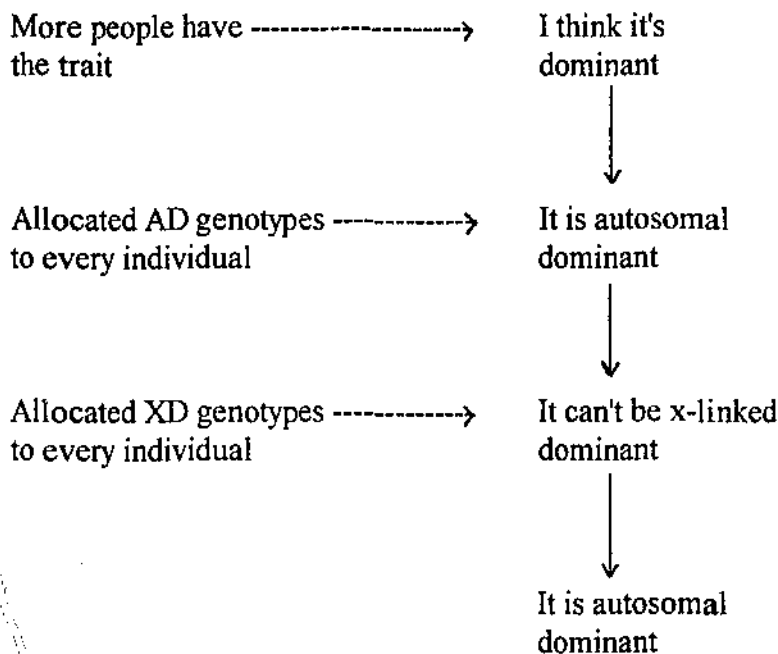 More people have ----------------------> I think it's
the trait dominant
Allocated AD genotypes -------------> It is autosomal
to every individual dominant
Allocated XD genotypes -------------> It can't be x-linked
to every individual dominant
It is autosomal
dominant